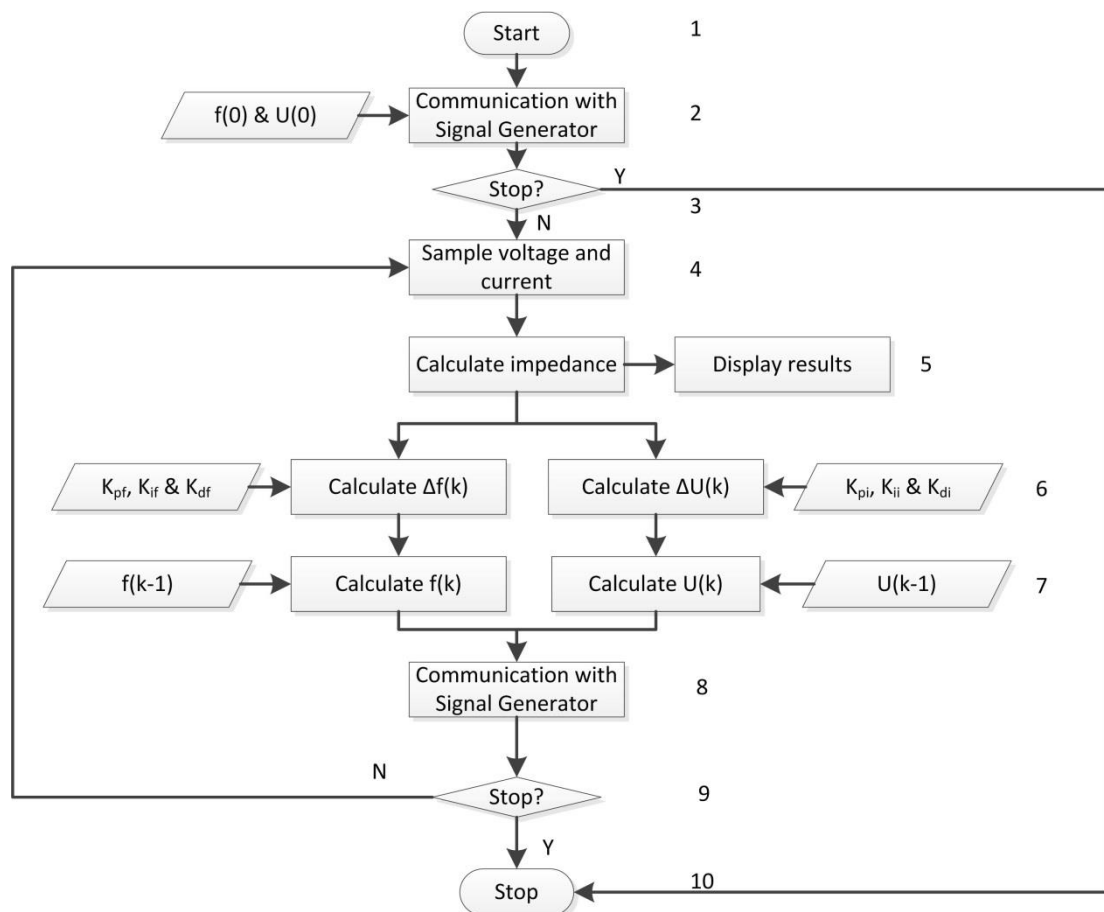 Start
1
f(0) & U(0)
Communication with
Signal Generator
2
Stop?
Y
3
N
Sample voltage and
current
4
Calculate impedance
Display results
5
Kpf, Kif & Kdf
Calculate Δf(k)
Calculate ΔU(k)
Kpi, Kii & Kdi
6
f(k-1)
Calculate f(k)
Calculate U(k)
U(k-1)
7
Communication with
Signal Generator
8
N
Stop?
9
Y
Stop
10